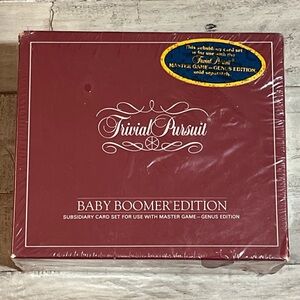 This subsidiary card set
is for use with the
Trivial Pursuit
MASTER GAME—GENUS EDITION
sold separately.
Trivial Pursuit
BABY BOOMER EDITION
SUBSIDIARY CARD SET FOR USE WITH MASTER GAME — GENUS EDITION